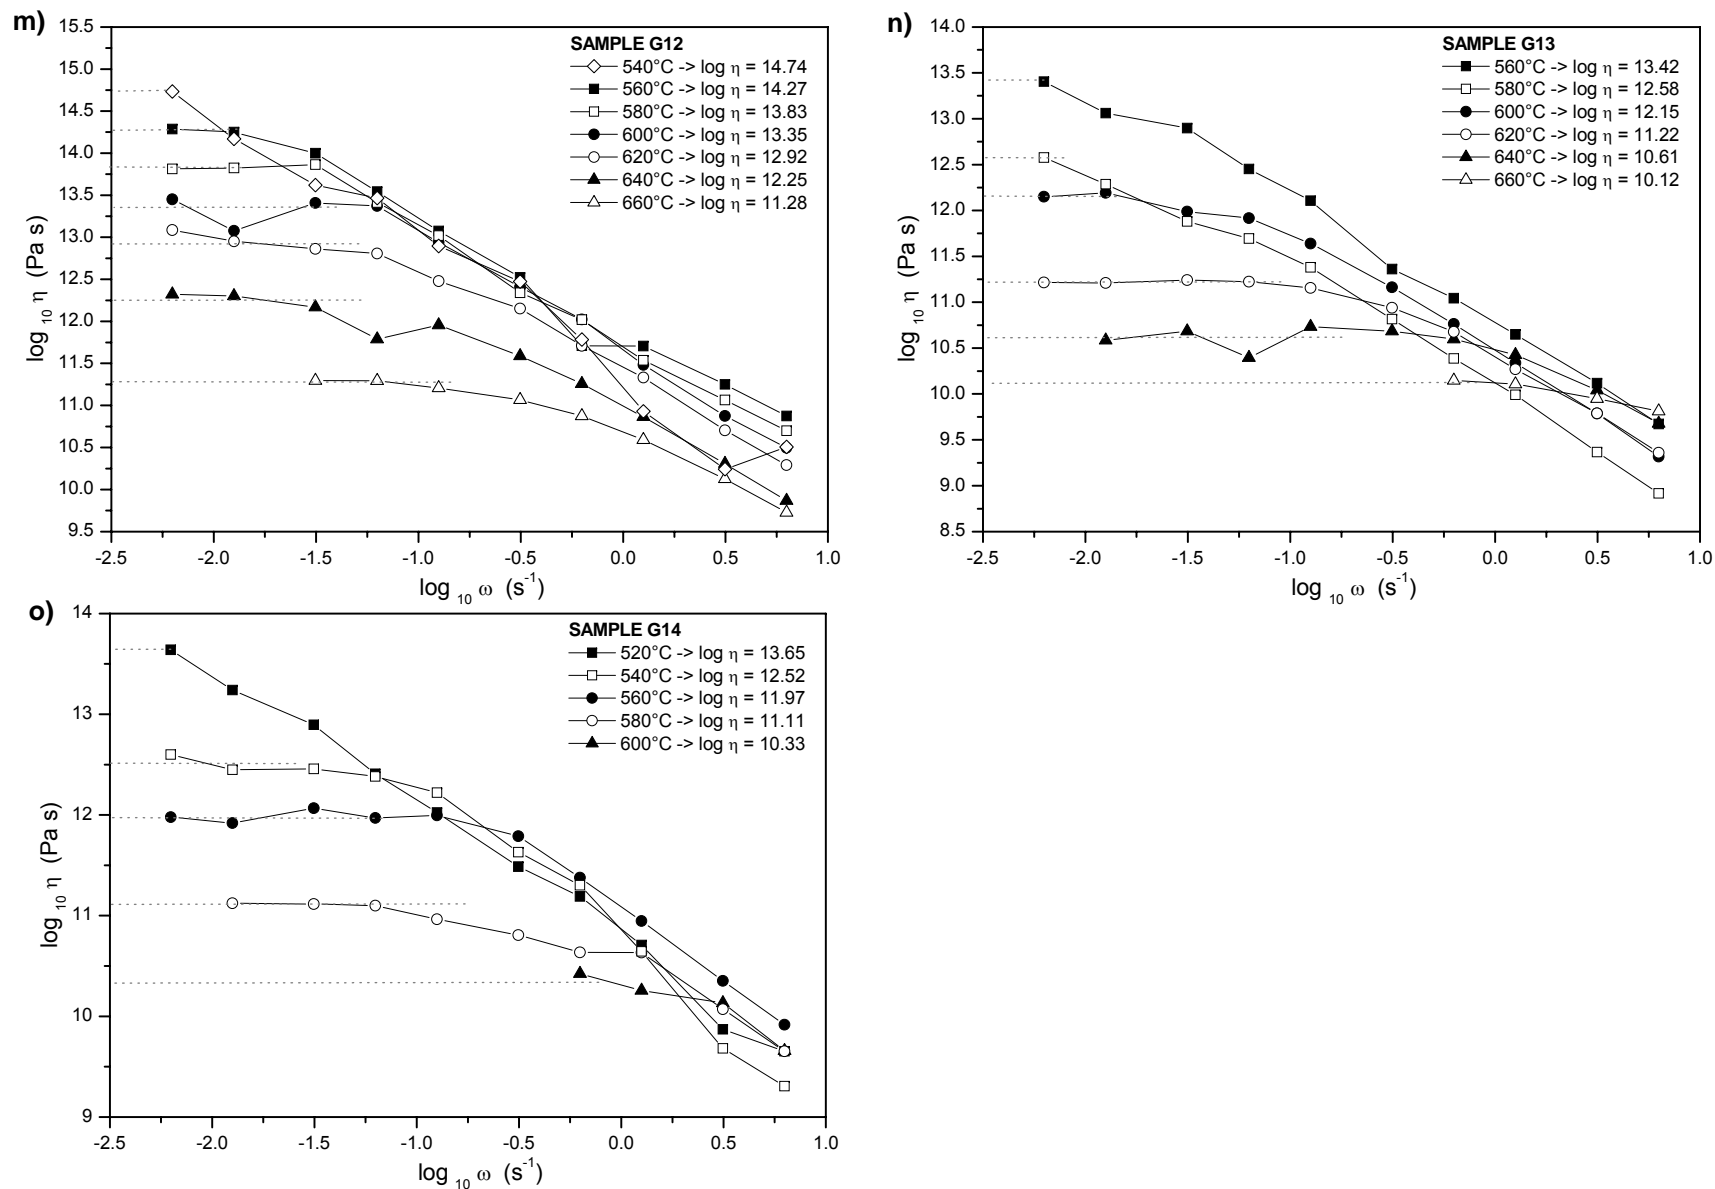 m)
SAMPLE G12
540°C -> log η = 14.74
560°C -> log η = 14.27
580°C -> log η = 13.83
600°C -> log η = 13.35
620°C -> log η = 12.92
640°C -> log η = 12.25
660°C -> log η = 11.28
15.5
15.0
14.5
14.0
13.5
13.0
12.5
12.0
11.5
11.0
10.5
10.0
9.5
log 10 η (Pa s)
-2.5 -2.0 -1.5 -1.0 -0.5 0.0 0.5 1.0
log 10 ω (s-1)
n)
SAMPLE G13
560°C -> log η = 13.42
580°C -> log η = 12.58
600°C -> log η = 12.15
620°C -> log η = 11.22
640°C -> log η = 10.61
660°C -> log η = 10.12
14.0
13.5
13.0
12.5
12.0
11.5
11.0
10.5
10.0
9.5
9.0
8.5
log 10 η (Pa s)
-2.5 -2.0 -1.5 -1.0 -0.5 0.0 0.5 1.0
log 10 ω (s-1)
o)
SAMPLE G14
520°C -> log η = 13.65
540°C -> log η = 12.52
560°C -> log η = 11.97
580°C -> log η = 11.11
600°C -> log η = 10.33
14
13
12
11
10
9
log 10 η (Pa s)
-2.5 -2.0 -1.5 -1.0 -0.5 0.0 0.5 1.0
log 10 ω (s-1)